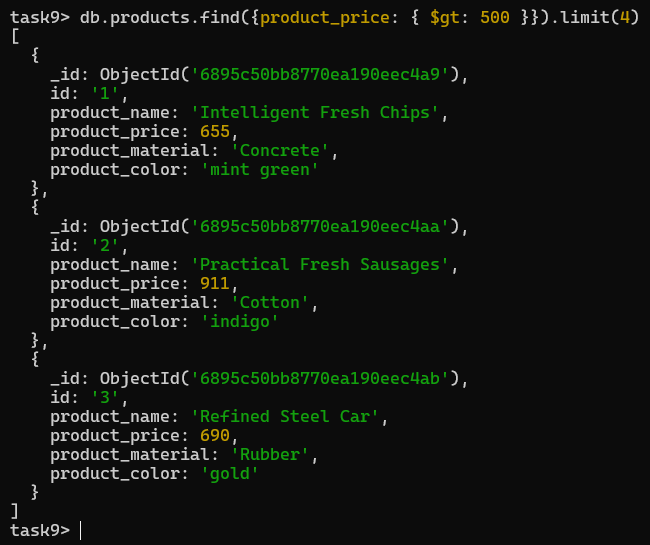 task9> db.products.find({product_price: { $gt: 500 }}).limit(4)
[
  {
    _id: ObjectId('6895c50bb8770ea190eec4a9'),
    id: '1',
    product_name: 'Intelligent Fresh Chips',
    product_price: 655,
    product_material: 'Concrete',
    product_color: 'mint green'
  },
  {
    _id: ObjectId('6895c50bb8770ea190eec4aa'),
    id: '2',
    product_name: 'Practical Fresh Sausages',
    product_price: 911,
    product_material: 'Cotton',
    product_color: 'indigo'
  },
  {
    _id: ObjectId('6895c50bb8770ea190eec4ab'),
    id: '3',
    product_name: 'Refined Steel Car',
    product_price: 690,
    product_material: 'Rubber',
    product_color: 'gold'
  }
]
task9>